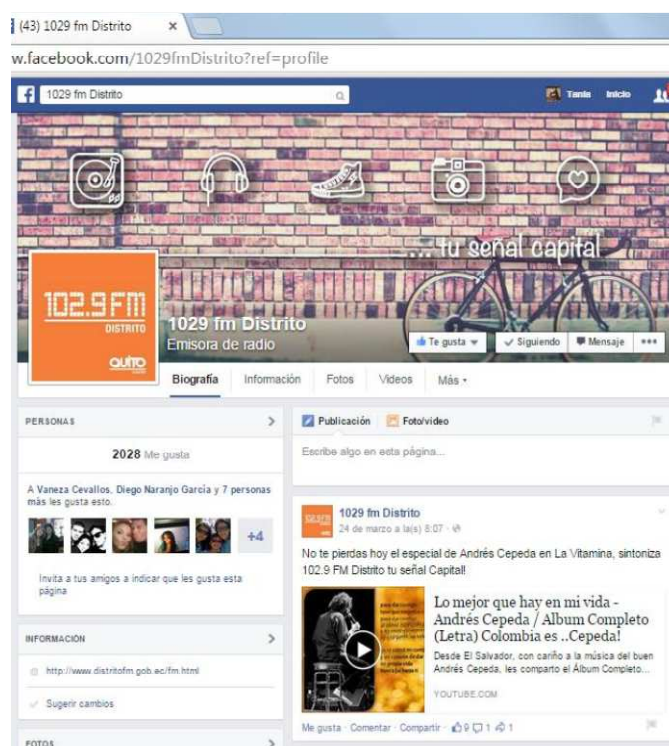 (43) 1029 fm Distrito
w.facebook.com/1029fmDistrito?ref=profile
1029 fm Distrito
Tania Inicio
... tu señal capital
102.9 FM
DISTRITO
QUITO
1029 fm Distrito
Emisora de radio
Te gusta Siguiendo Mensaje
Biografía Información Fotos Videos Más
PERSONAS
2028 Me gusta
A Vaneza Cevallos, Diego Naranjo García y 7 personas
más les gusta esto.
+4
Invita a tus amigos a indicar que les gusta esta
página
INFORMACIÓN
http://www.distritofm.gob.ec/fm.html
Sugerir cambios
FOTOS
Publicación Foto/video
Escribe algo en esta página...
1029 fm Distrito
24 de marzo a la(s) 8:07
No te pierdas hoy el especial de Andrés Cepeda en La Vitamina, sintoniza
102.9 FM Distrito tu señal Capital!
Lo mejor que hay en mi vida -
Andrés Cepeda / Album Completo
(Letra) Colombia es ..Cepeda!
Desde El Salvador, con cariño a la música del buen
Andrés Cepeda, les comparto el Álbum Completo...
YOUTUBE.COM
Me gusta · Comentar · Compartir · 9 1 1